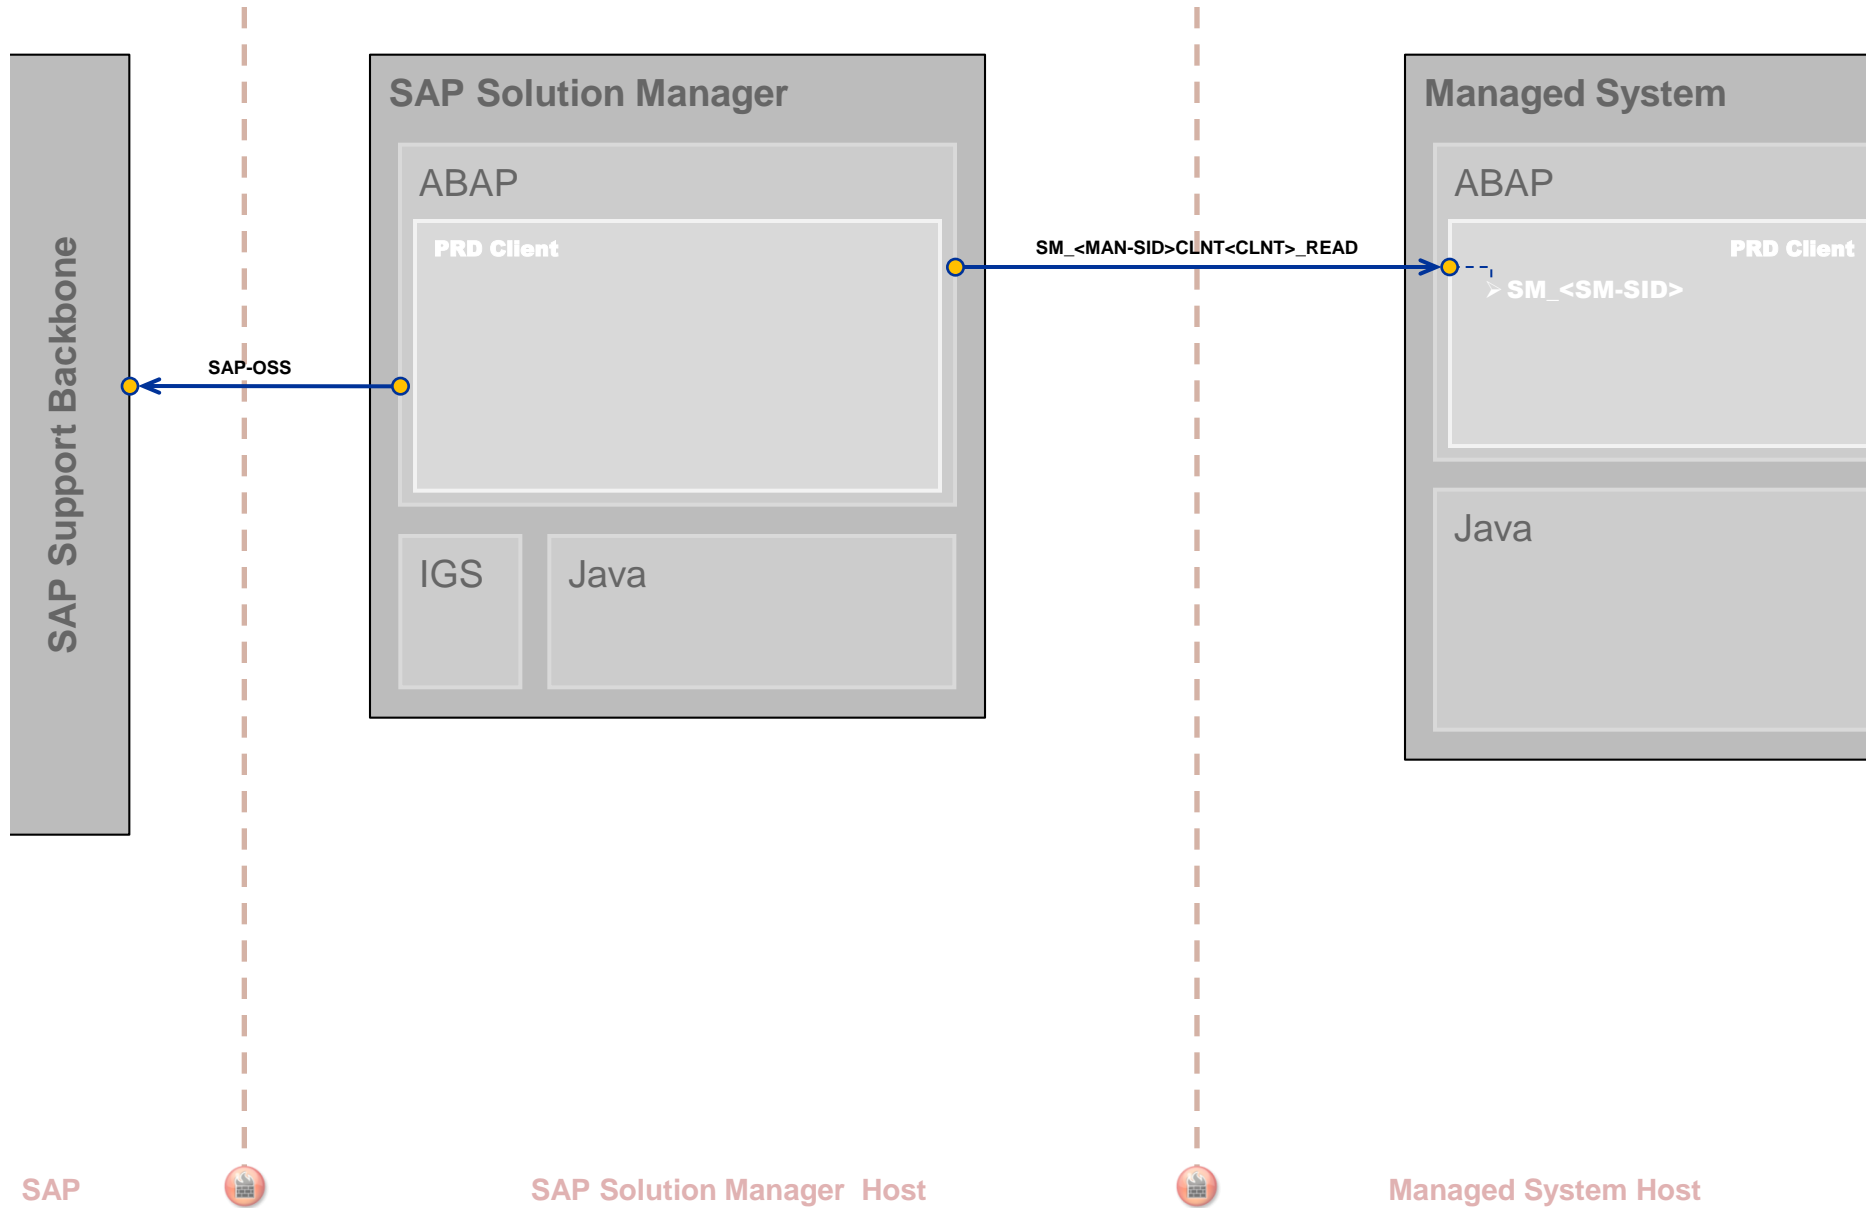 SAP Support Backbone
SAP-OSS
SAP Solution Manager
ABAP
PRD Client
IGS
Java
SM_<MAN-SID>CLNT<CLNT>_READ
Managed System
ABAP
PRD Client
SM_<SM-SID>
Java
SAP
SAP Solution Manager Host
Managed System Host